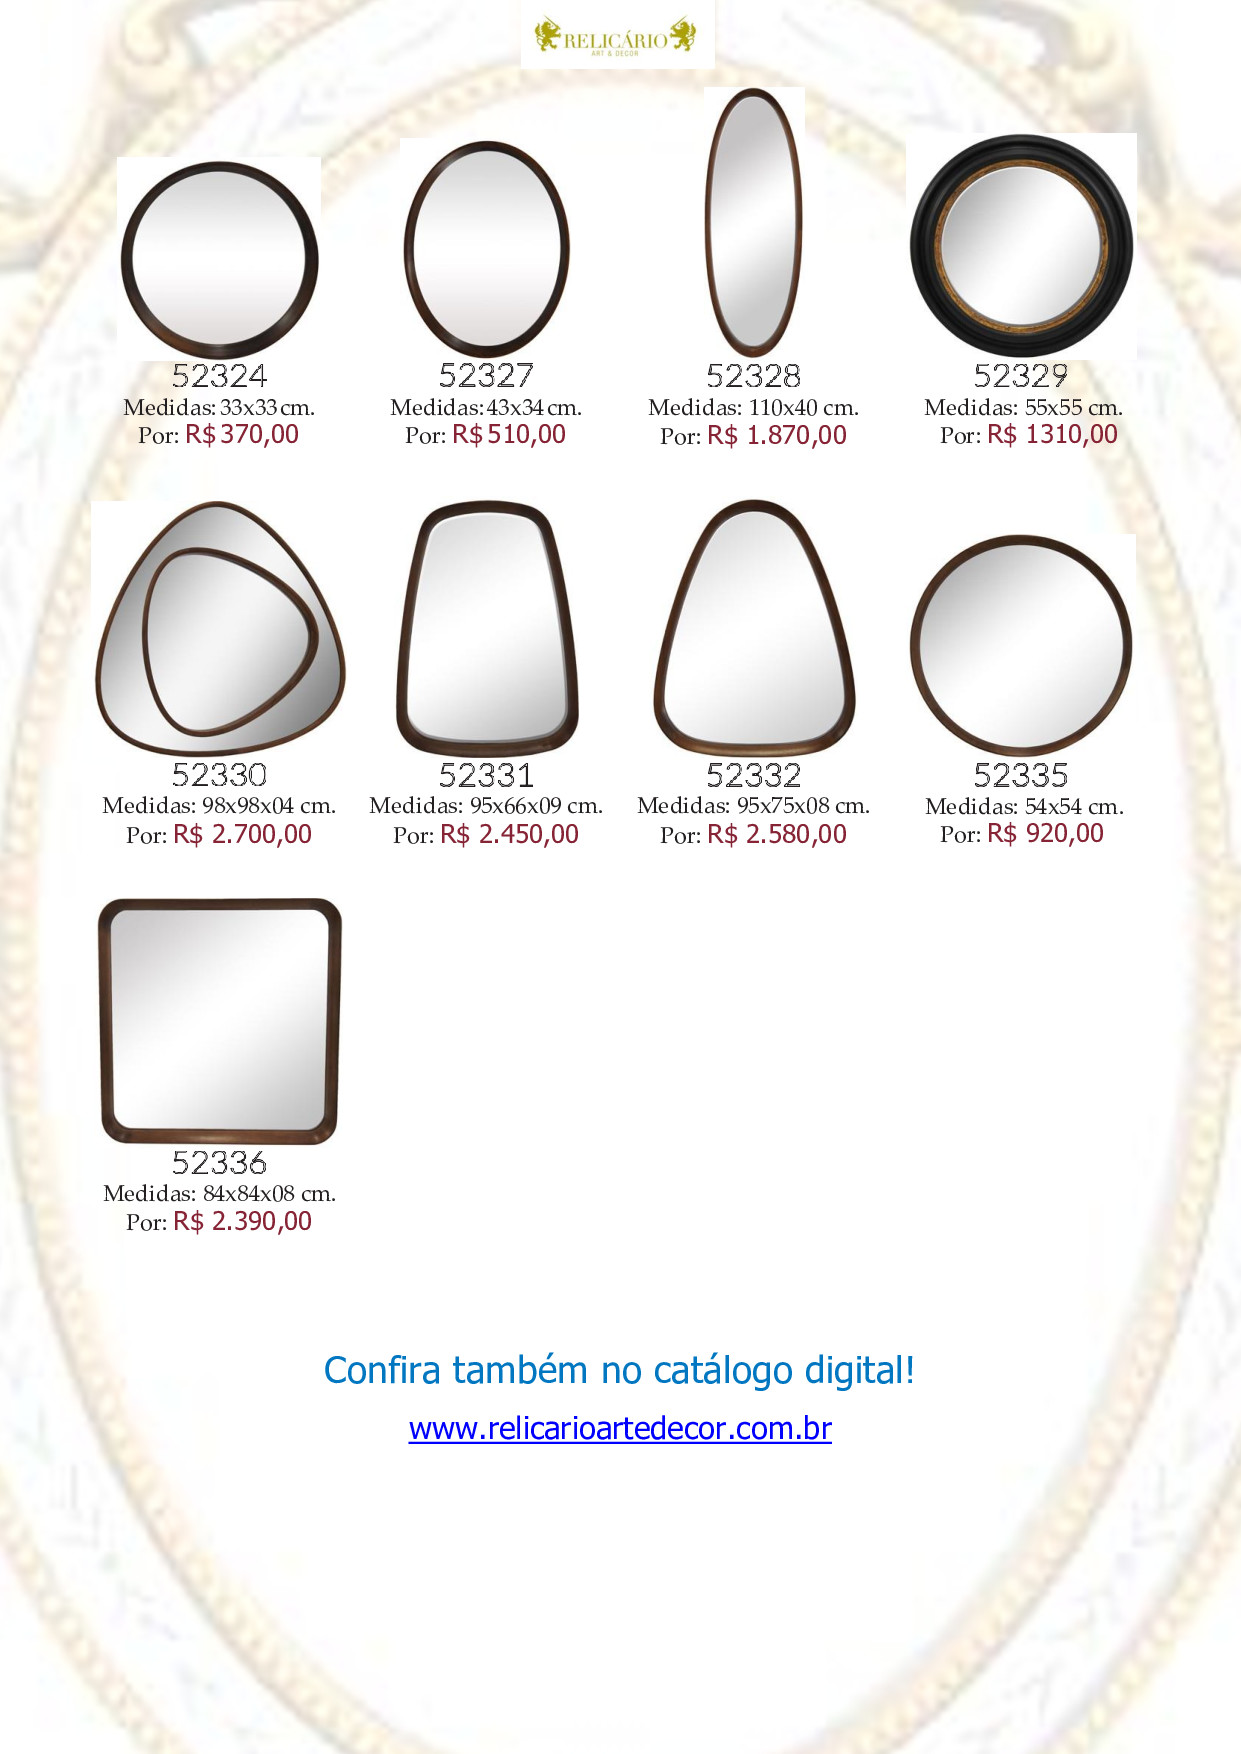 RELICÁRIO
ART & DECOR
52324
Medidas: 33x33 cm.
Por: R$ 370,00
52327
Medidas: 43x34 cm.
Por: R$ 510,00
52328
Medidas: 110x40 cm.
Por: R$ 1.870,00
52329
Medidas: 55x55 cm.
Por: R$ 1310,00
52330
Medidas: 98x98x04 cm.
Por: R$ 2.700,00
52331
Medidas: 95x66x09 cm.
Por: R$ 2.450,00
52332
Medidas: 95x75x08 cm.
Por: R$ 2.580,00
52335
Medidas: 54x54 cm.
Por: R$ 920,00
52336
Medidas: 84x84x08 cm.
Por: R$ 2.390,00
Confira também no catálogo digital!
www.relicarioartedecor.com.br